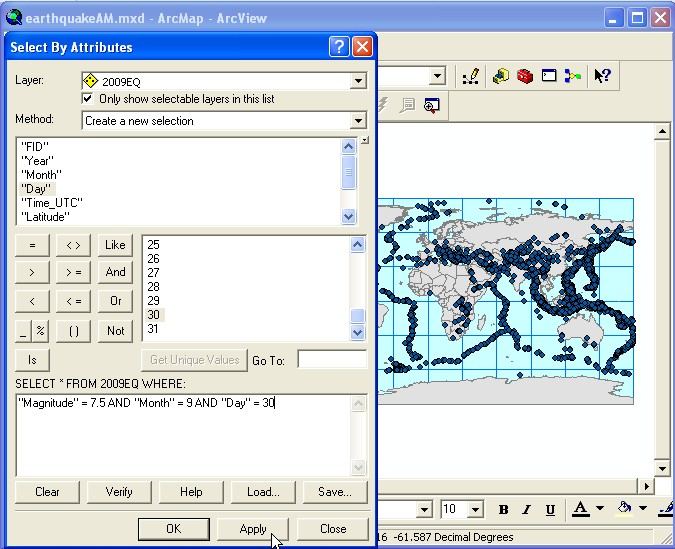 earthquakeAM.mxd - ArcMap - ArcView
Select By Attributes
Layer: 2009EQ
Only show selectable layers in this list
Method: Create a new selection
"FID"
"Year"
"Month"
"Day"
"Time_UTC"
"Latitude"
= < > Like
> > = And
< < = Or
_ % ( ) Not
Is
25
26
27
28
29
30
31
Get Unique Values Go To:
SELECT * FROM 2009EQ WHERE:
"Magnitude" = 7.5 AND "Month" = 9 AND "Day" = 30
Clear Verify Help Load... Save...
OK Apply Close
10 B I U A
16 -61.587 Decimal Degrees